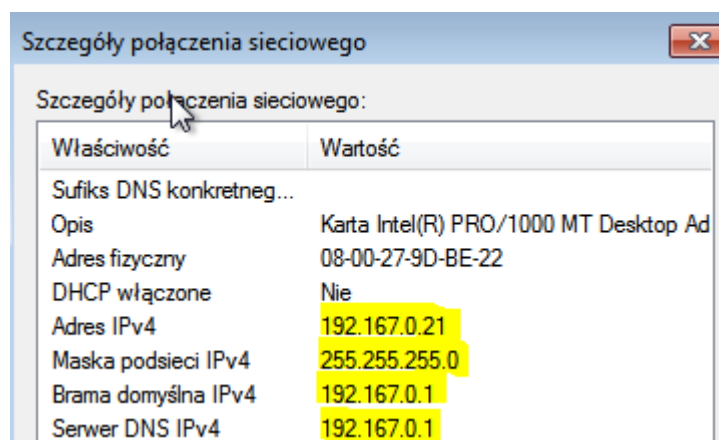 Szczegóły połączenia sieciowego
Szczegóły połączenia sieciowego:
Właściwość Wartość
Sufiks DNS konkretneg...
Opis Karta Intel(R) PRO/1000 MT Desktop Ad
Adres fizyczny 08-00-27-9D-BE-22
DHCP włączone Nie
Adres IPv4 192.167.0.21
Maska podsieci IPv4 255.255.255.0
Brama domyślna IPv4 192.167.0.1
Serwer DNS IPv4 192.167.0.1